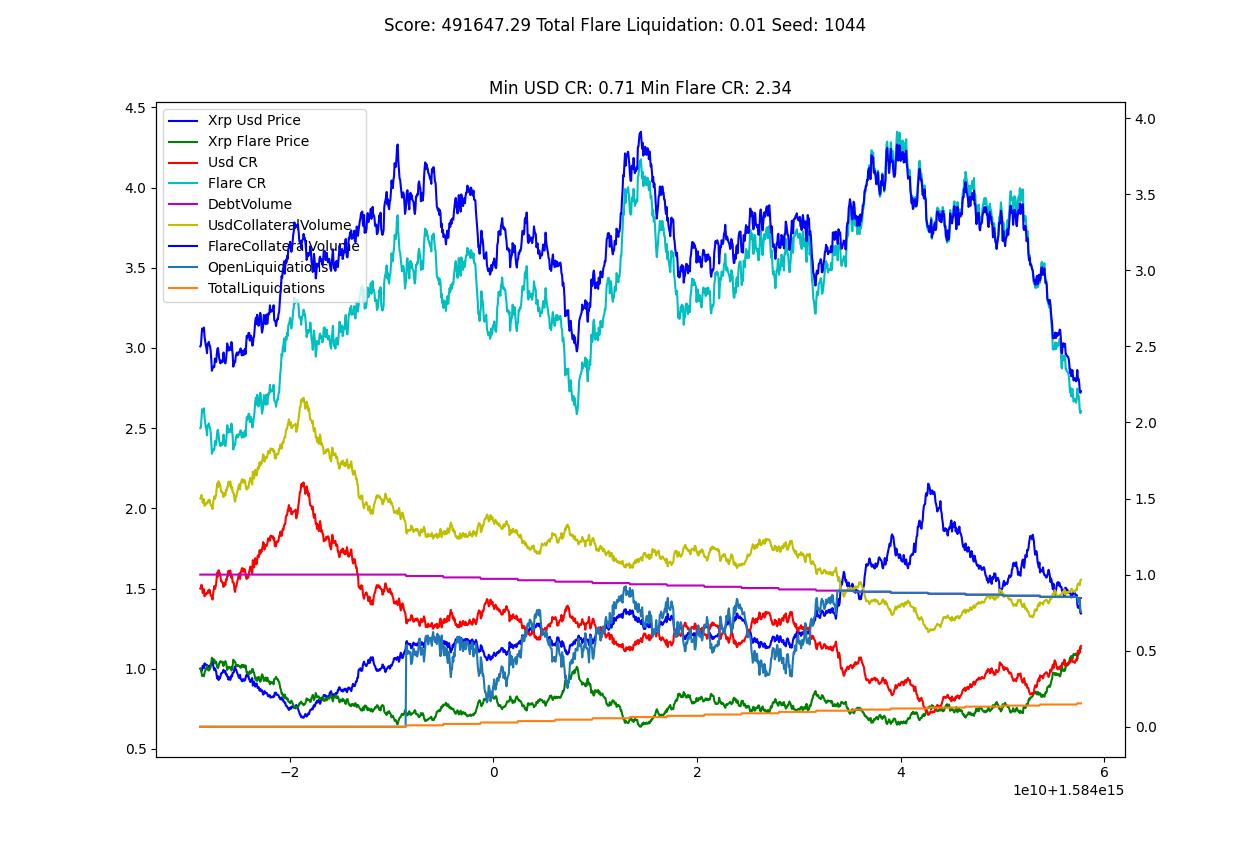 Score: 491647.29 Total Flare Liquidation: 0.01 Seed: 1044
Min USD CR: 0.71 Min Flare CR: 2.34
4.5
4.0
3.5
3.0
2.5
2.0
1.5
1.0
0.5
Xrp Usd Price
Xrp Flare Price
Usd CR
Flare CR
DebtVolume
UsdCollateralVolume
FlareCollateralVolume
OpenLiquidations
TotalLiquidations
4.0
3.5
3.0
2.5
2.0
1.5
1.0
0.5
0.0
−2 0 2 4 6
1e10+1.584e15